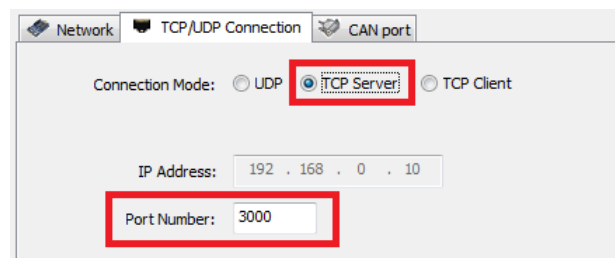 Network TCP/UDP Connection CAN port
Connection Mode: UDP TCP Server TCP Client
IP Address: 192 . 168 . 0 . 10
Port Number: 3000